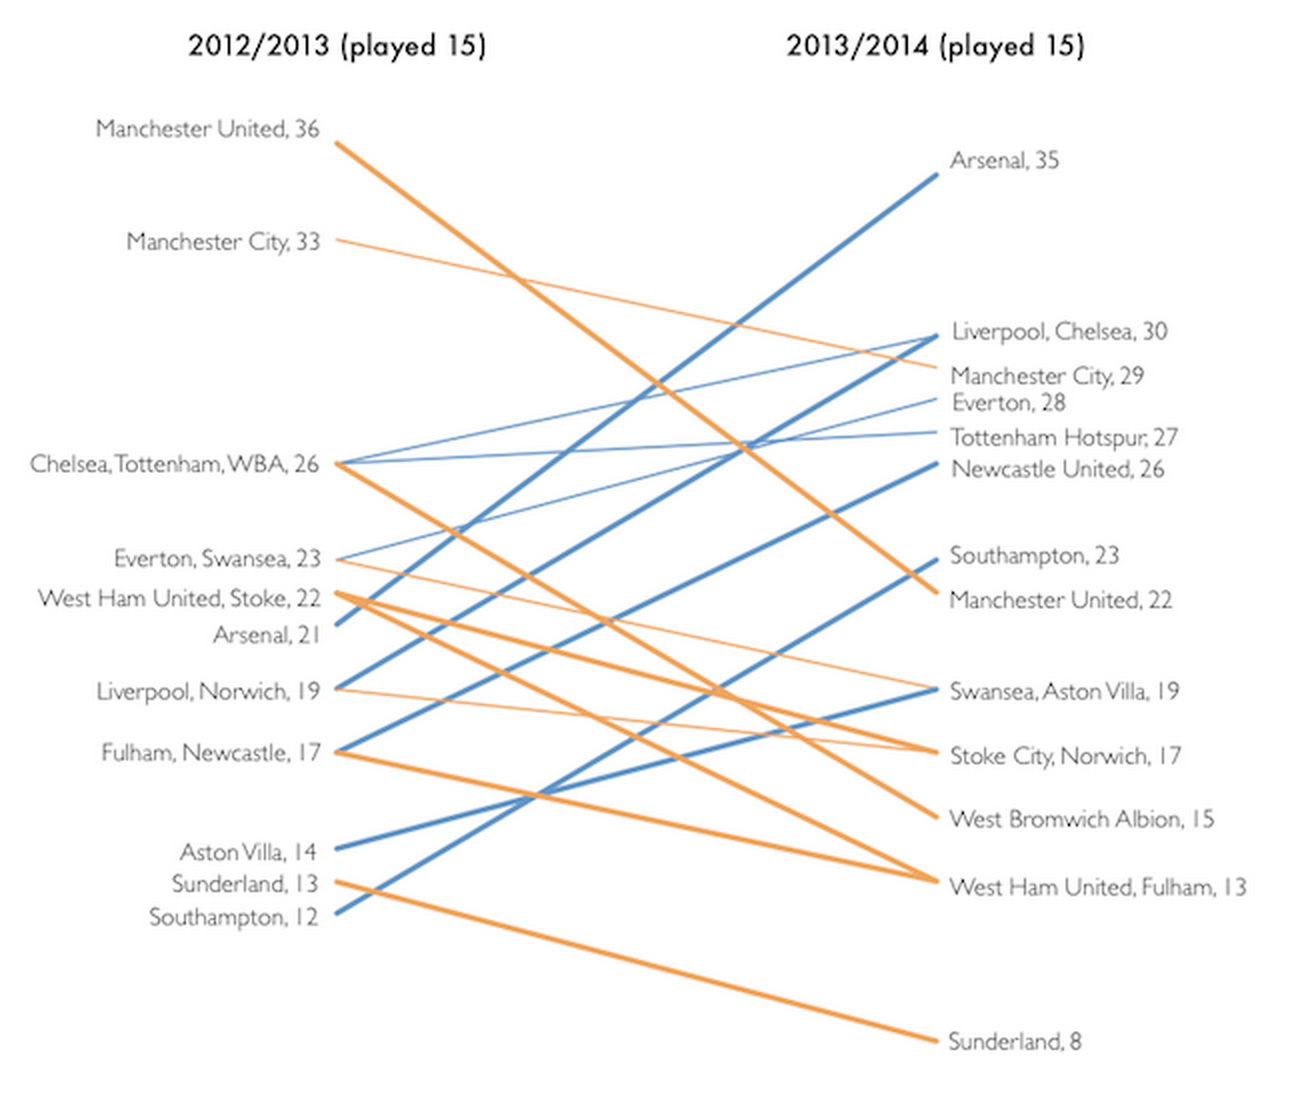 2012/2013 (played 15)
2013/2014 (played 15)
Manchester United, 36
Manchester City, 33
Chelsea, Tottenham, WBA, 26
Everton, Swansea, 23
West Ham United, Stoke, 22
Arsenal, 21
Liverpool, Norwich, 19
Fulham, Newcastle, 17
Aston Villa, 14
Sunderland, 13
Southampton, 12
Arsenal, 35
Liverpool, Chelsea, 30
Manchester City, 29
Everton, 28
Tottenham Hotspur, 27
Newcastle United, 26
Southampton, 23
Manchester United, 22
Swansea, Aston Villa, 19
Stoke City, Norwich, 17
West Bromwich Albion, 15
West Ham United, Fulham, 13
Sunderland, 8